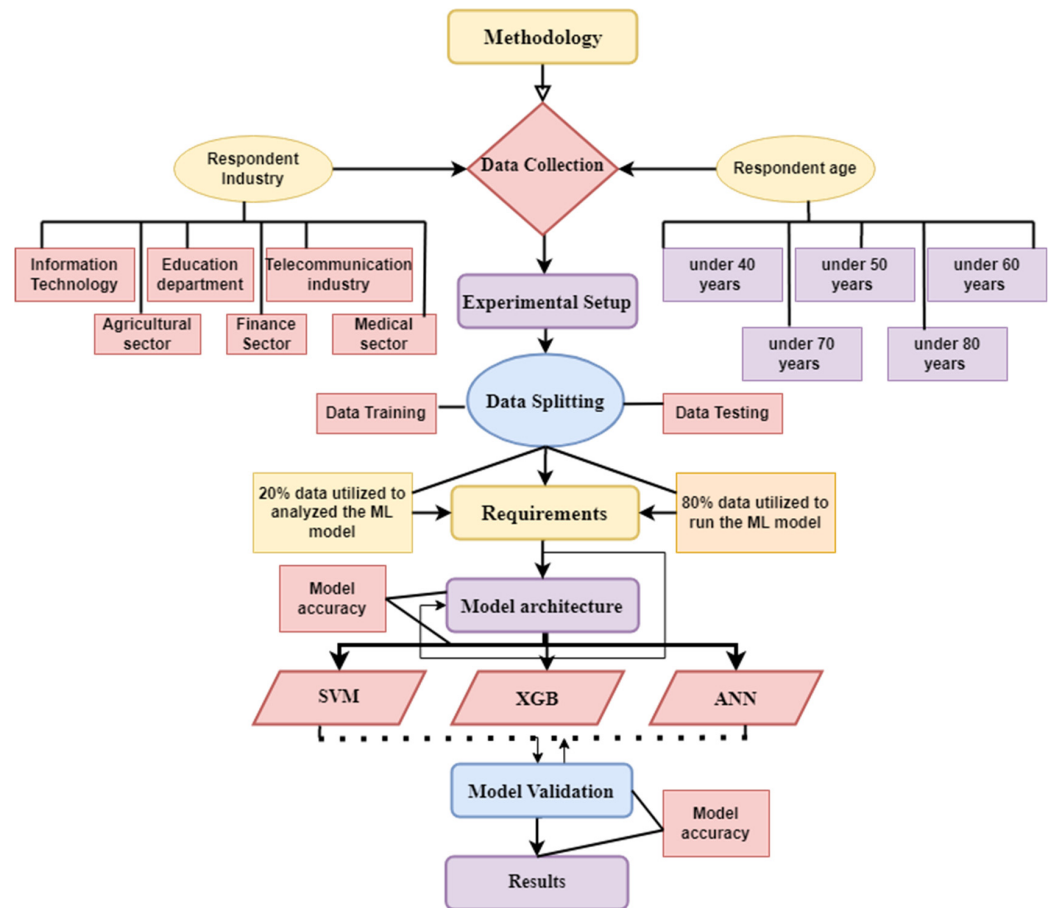 Methodology
Respondent
Industry
Data Collection
Respondent age
Information
Technology
Education
department
Telecommunication
industry
Agricultural
sector
Finance
Sector
Medical
sector
under 40
years
under 50
years
under 60
years
under 70
years
under 80
years
Experimental Setup
Data Training
Data Splitting
Data Testing
20% data utilized to
analyzed the ML
model
Requirements
80% data utilized to
run the ML model
Model
accuracy
Model architecture
SVM
XGB
ANN
Model Validation
Model
accuracy
Results